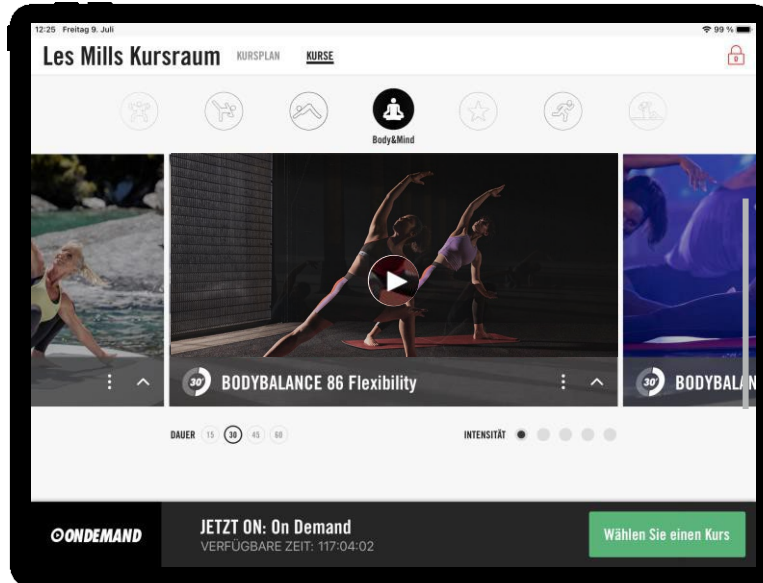 12:25 Freitag 9. Juli 99 %
Les Mills Kursraum KURSPLAN KURSE
Body&Mind
30' BODYBALANCE 86 Flexibility 30' BODYBALAN
DAUER 15 30 45 60 INTENSITÄT
ONDEMAND
JETZT ON: On Demand
VERFÜGBARE ZEIT: 117:04:02
Wählen Sie einen Kurs